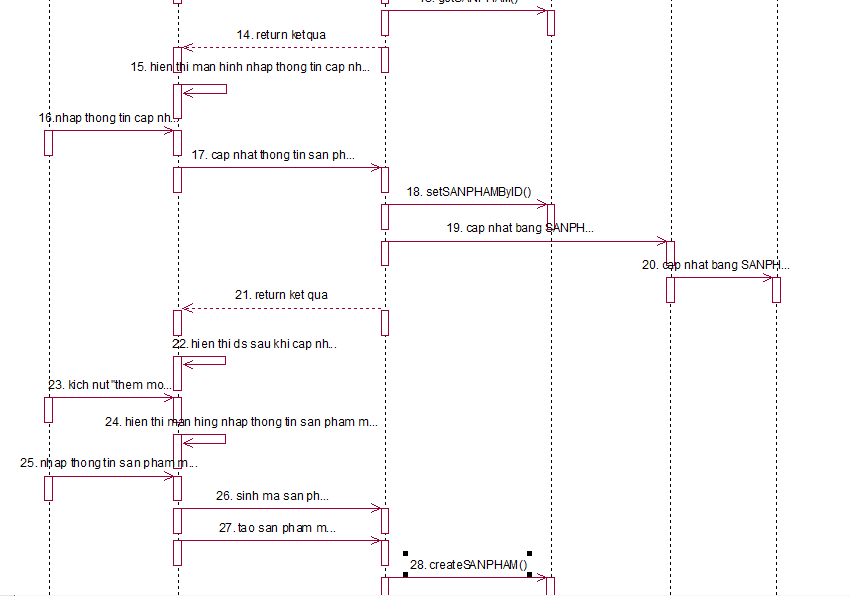 getSANPHAM()
14. return ketqua
15. hien thi man hinh nhap thong tin cap nh...
16.nhap thong tin cap nh...
17. cap nhat thong tin san ph...
18. setSANPHAMByID()
19. cap nhat bang SANPH...
20. cap nhat bang SANPH...
21. return ket qua
22. hien thi ds sau khi cap nh...
23. kich nut "them mo...
24. hien thi man hing nhap thong tin san pham m...
25. nhap thong tin san pham m...
26. sinh ma san ph...
27. tao san pham m...
28. createSANPHAM()